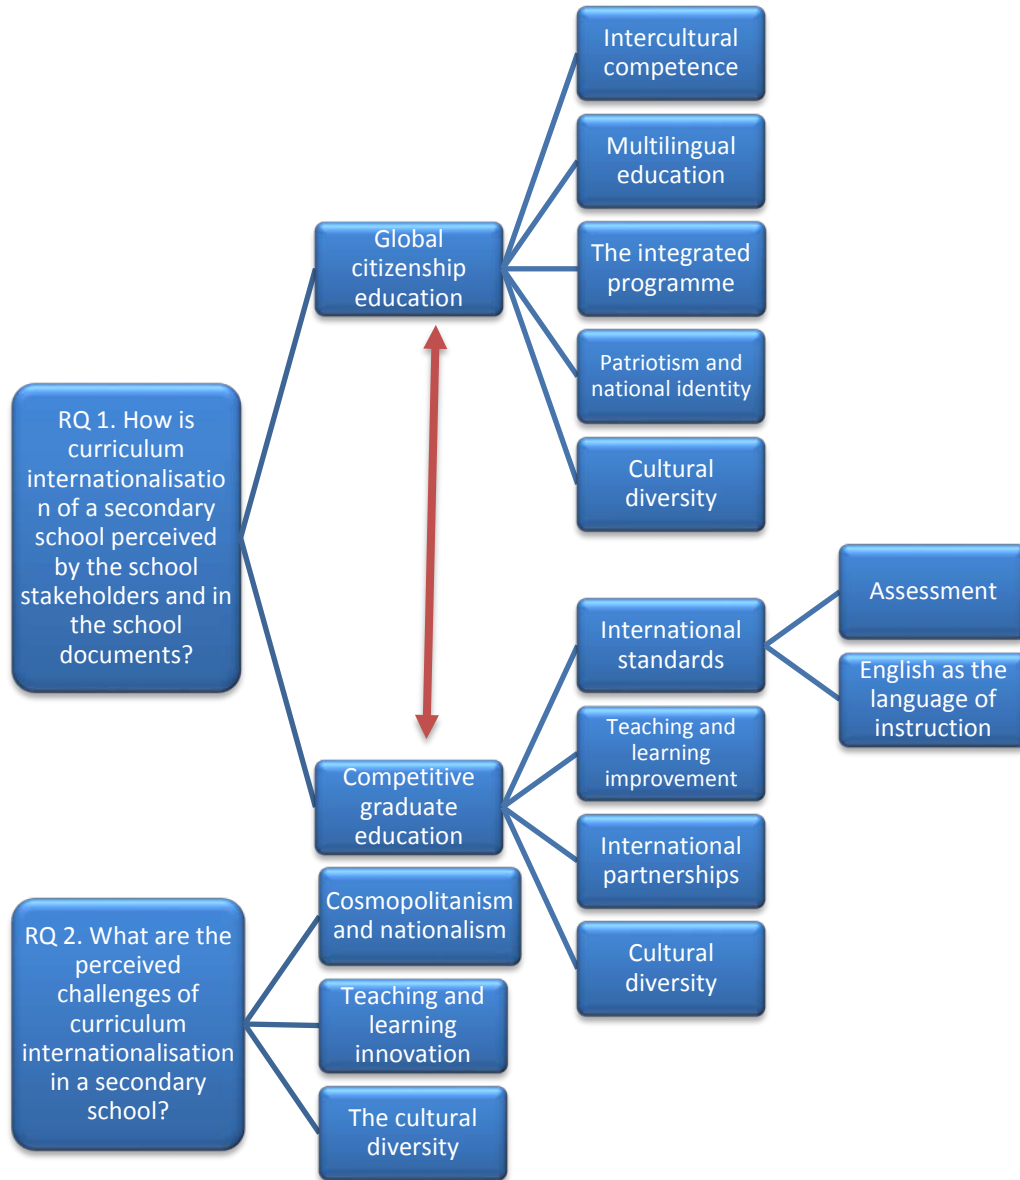 RQ 1. How is
curriculum
internationalisatio
n of a secondary
school perceived
by the school
stakeholders and in
the school
documents?
Global
citizenship
education
Intercultural
competence
Multilingual
education
The integrated
programme
Patriotism and
national identity
Cultural
diversity
Competitive
graduate
education
International
standards
Assessment
English as the
language of
instruction
Teaching and
learning
improvement
International
partnerships
Cultural
diversity
RQ 2. What are the
perceived
challenges of
curriculum
internationalisation
in a secondary
school?
Cosmopolitanism
and nationalism
Teaching and
learning
innovation
The cultural
diversity